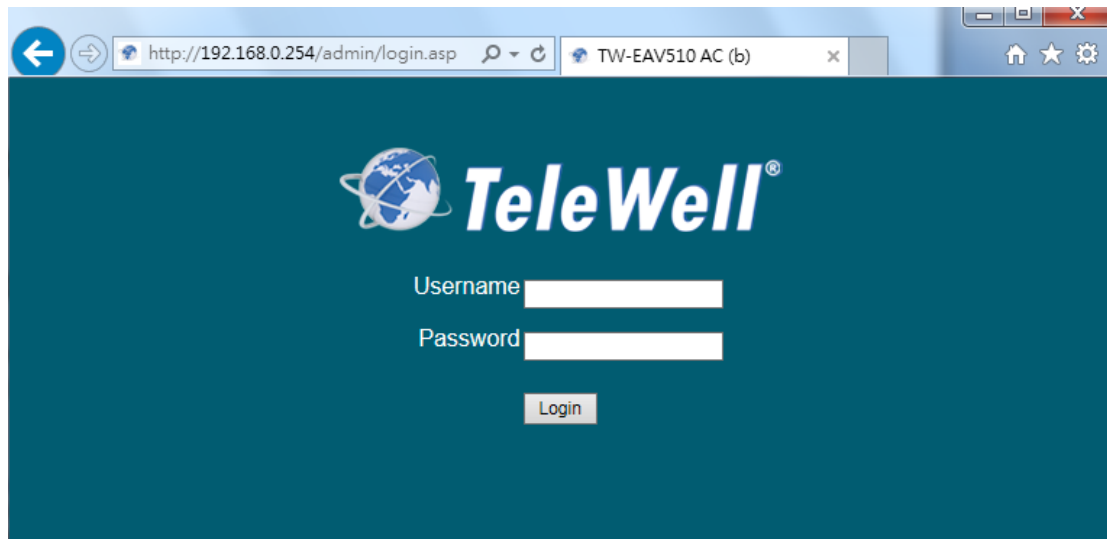 http://192.168.0.254/admin/login.asp
TW-EAV510 AC (b)
TeleWell®
Username
Password
Login